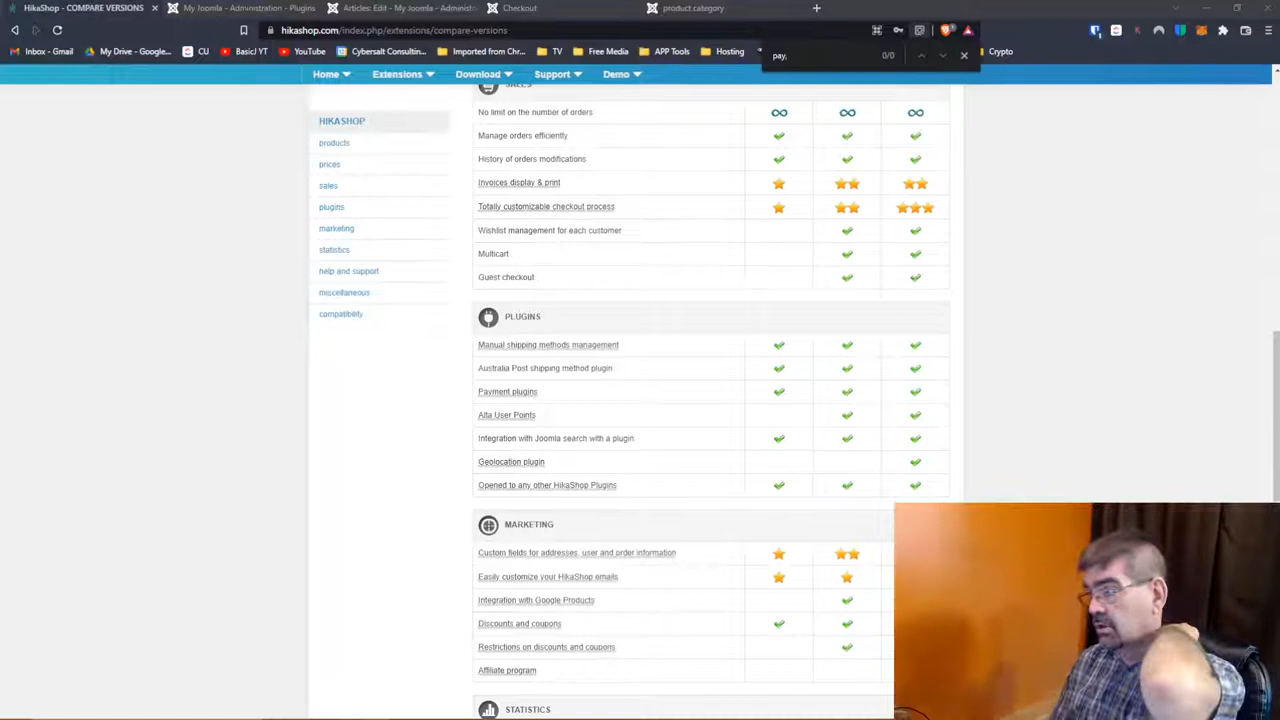 HikaShop - COMPARE VERSIONS
My Joomla - Administration - Plugins
Articles: Edit - My Joomla - Administr
Checkout
product.category
hikashop.com/index.php/extensions/compare-versions
pay,
0/0
Inbox - Gmail
My Drive - Google...
CU
BasicJ YT
YouTube
Cybersalt Consulting...
Imported from Chr...
TV
Free Media
APP Tools
Hosting
Crypto
Home
Extensions
Download
Support
Demo
HIKASHOP
products
prices
sales
plugins
marketing
statistics
help and support
miscellaneous
compatibility
SALES
No limit on the number of orders
Manage orders efficiently
History of orders modifications
Invoices display & print
Totally customizable checkout process
Wishlist management for each customer
Multicart
Guest checkout
PLUGINS
Manual shipping methods management
Australia Post shipping method plugin
Payment plugins
Alta User Points
Integration with Joomla search with a plugin
Geolocation plugin
Opened to any other HikaShop Plugins
MARKETING
Custom fields for addresses, user and order information
Easily customize your HikaShop emails
Integration with Google Products
Discounts and coupons
Restrictions on discounts and coupons
Affiliate program
STATISTICS